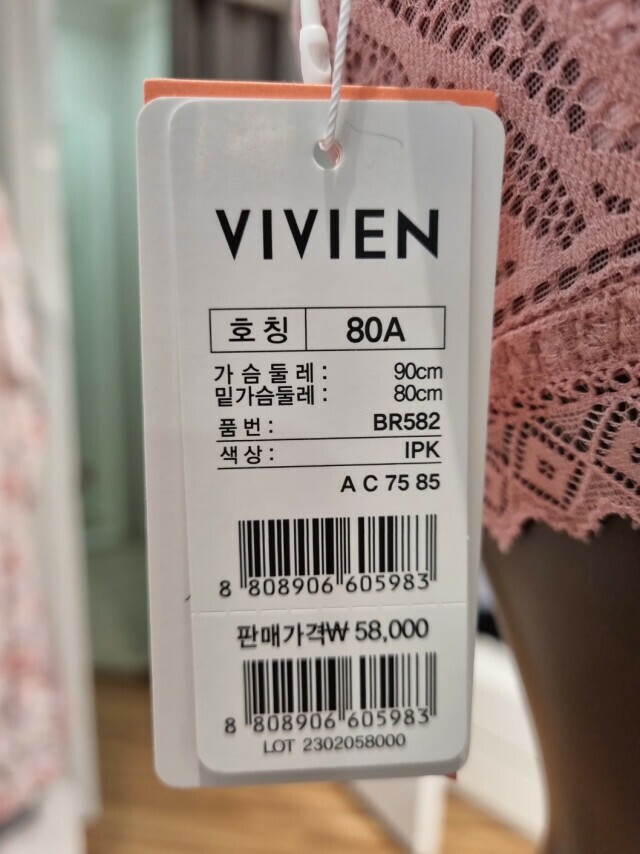 VIVIEN
호칭 80A
가슴둘레: 90cm
밑가슴둘레: 80cm
품번: BR582
색상: IPK
A C 75 85
8 808906 605983
판매가격₩ 58,000
8 808906 605983
LOT 2302058000